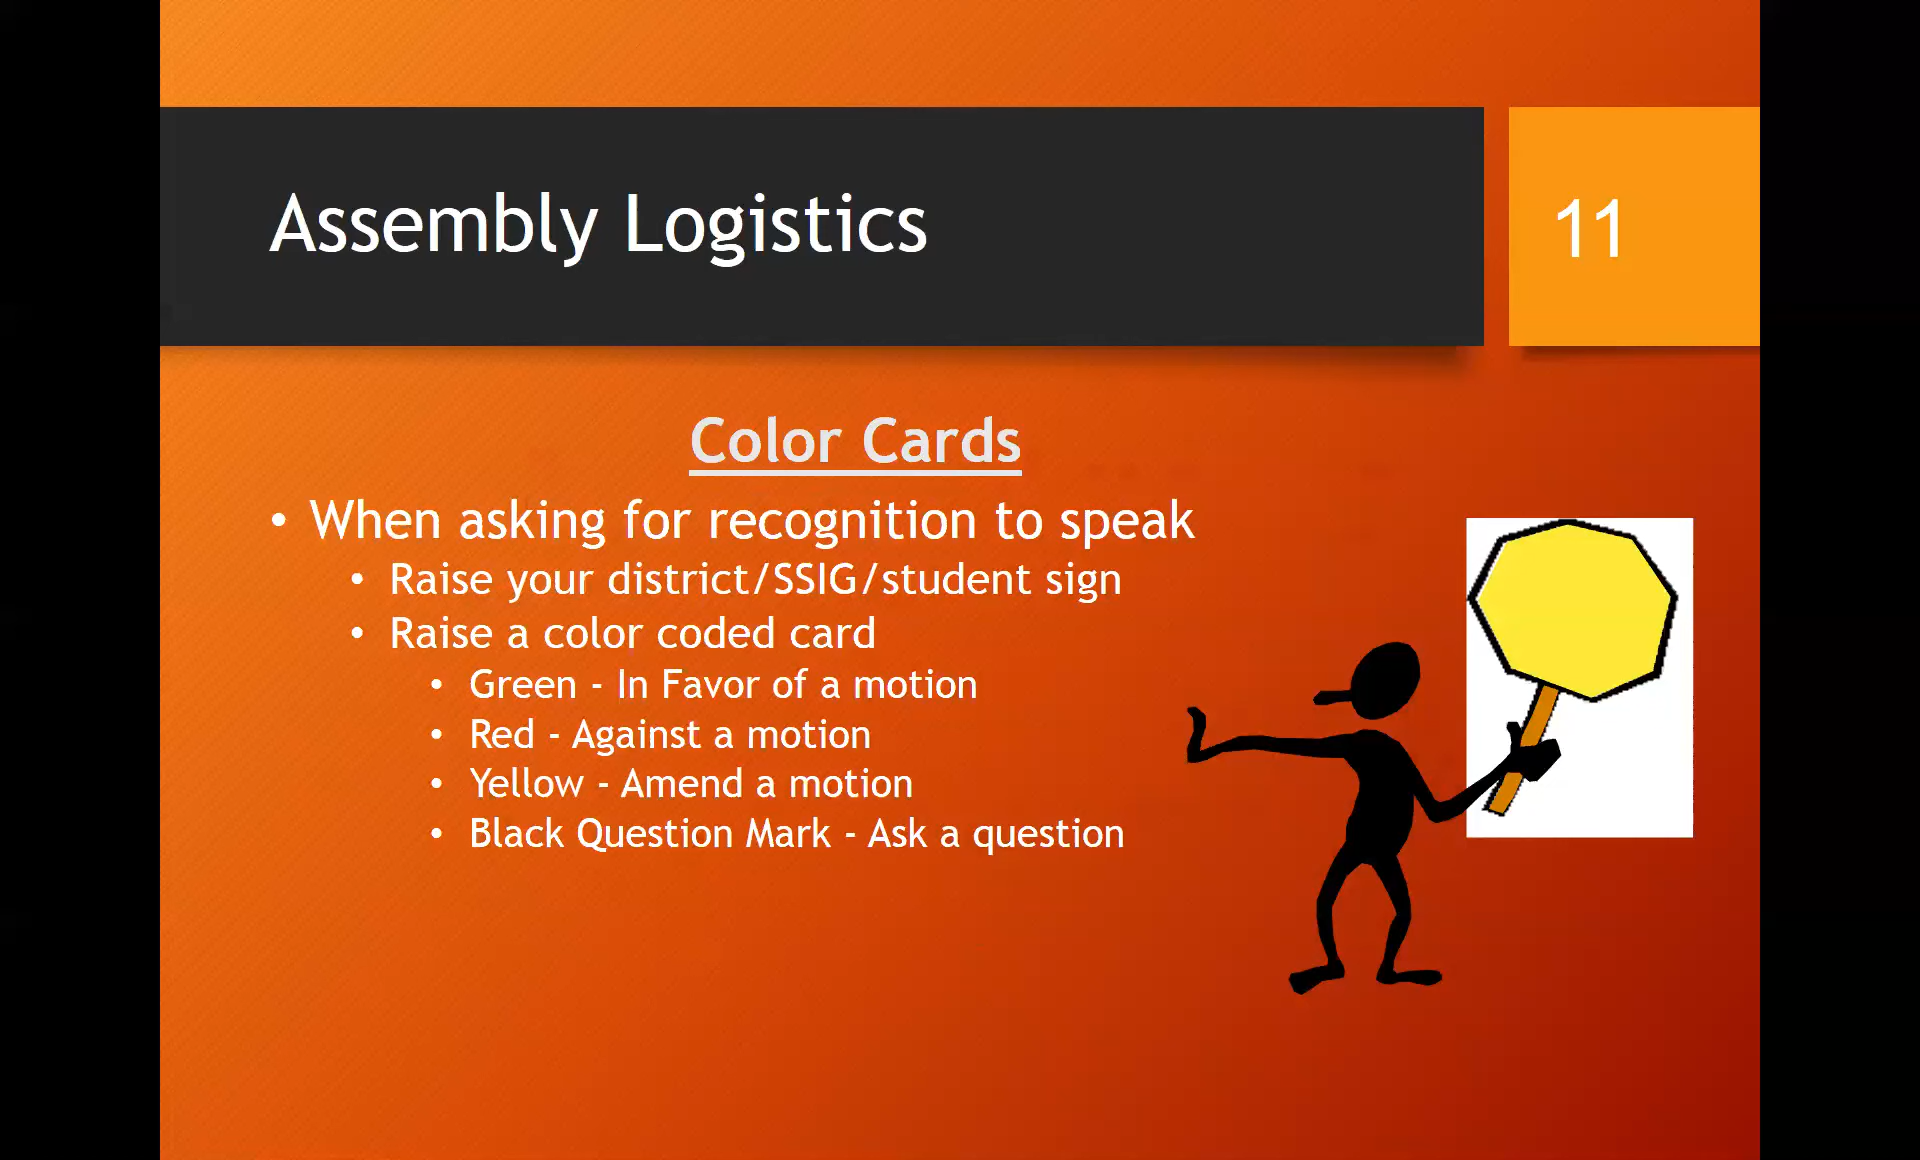 Assembly Logistics
11
Color Cards
• When asking for recognition to speak
• Raise your district/SSIG/student sign
• Raise a color coded card
• Green - In Favor of a motion
• Red - Against a motion
• Yellow - Amend a motion
• Black Question Mark - Ask a question